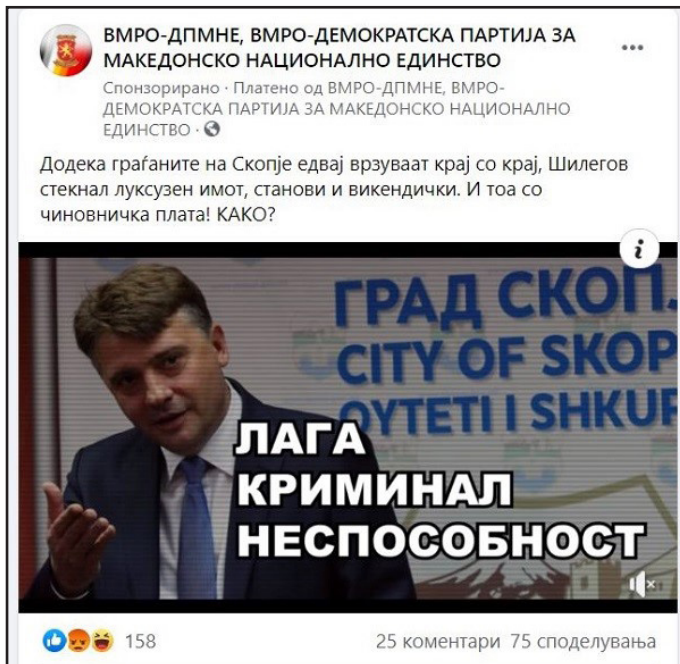 ВМРО-ДПМНЕ, ВМРО-ДЕМОКРАТСКА ПАРТИЈА ЗА
МАКЕДОНСКО НАЦИОНАЛНО ЕДИНСТВО
Спонзорирано · Платено од ВМРО-ДПМНЕ, ВМРО-
ДЕМОКРАТСКА ПАРТИЈА ЗА МАКЕДОНСКО НАЦИОНАЛНО
ЕДИНСТВО ·
Додека граѓаните на Скопје едвај врзуваат крај со крај, Шилегов
стекнал луксузен имот, станови и викендички. И тоа со
чиновничка плата! КАКО?
ГРАД СКОП
CITY OF SKOP
QYTETI I SHKUP
ЛАГА
КРИМИНАЛ
НЕСПОСОБНОСТ
158
25 коментари 75 споделувања